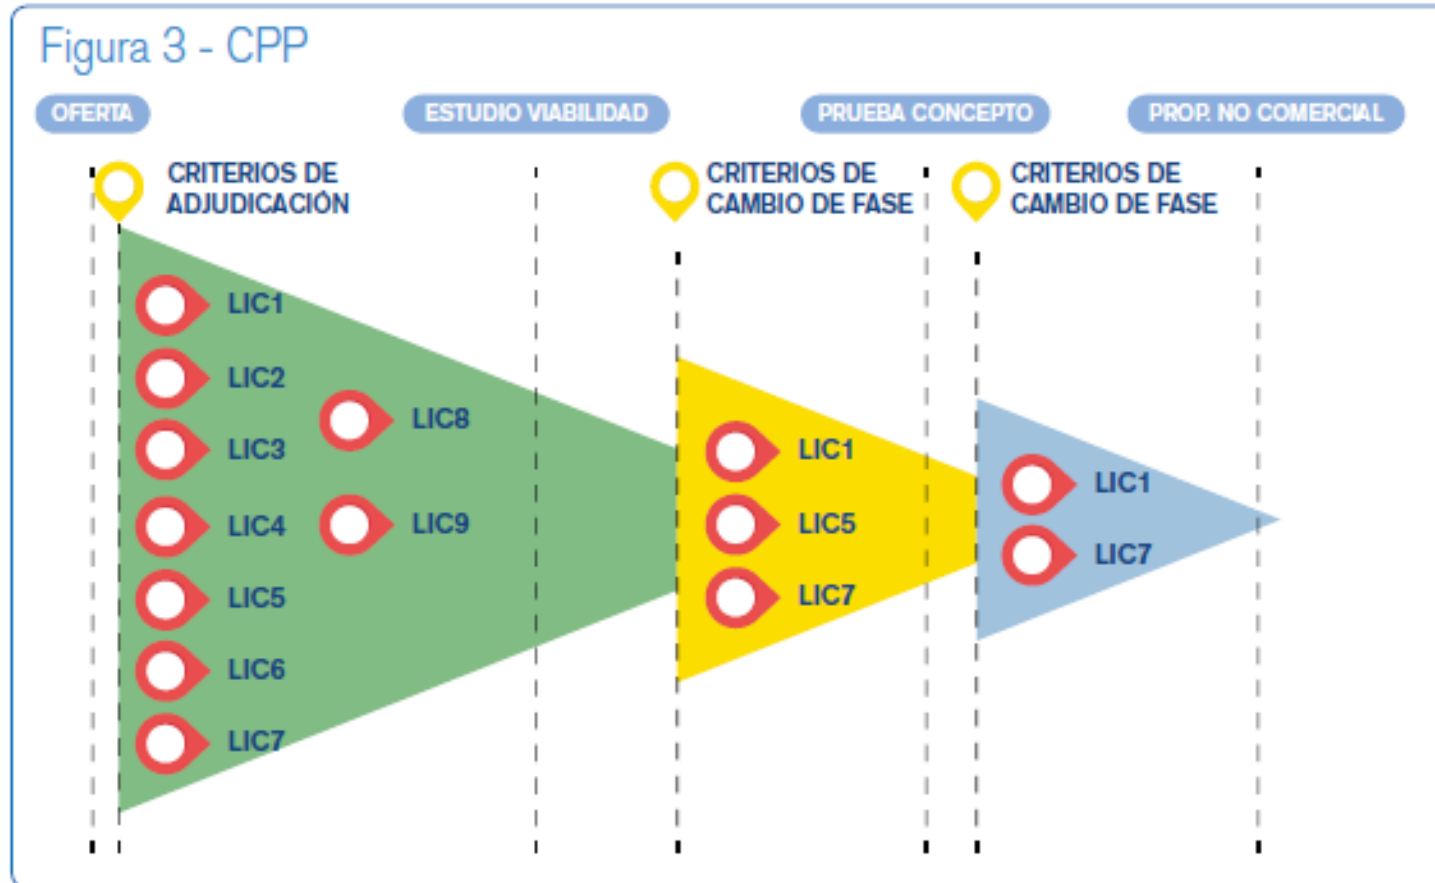 Figura 3 - CPP
OFERTA
ESTUDIO VIABILIDAD
PRUEBA CONCEPTO
PROP. NO COMERCIAL
CRITERIOS DE
ADJUDICACIÓN
CRITERIOS DE
CAMBIO DE FASE
CRITERIOS DE
CAMBIO DE FASE
LIC1
LIC2
LIC3
LIC4
LIC5
LIC6
LIC7
LIC8
LIC9
LIC1
LIC5
LIC7
LIC1
LIC7